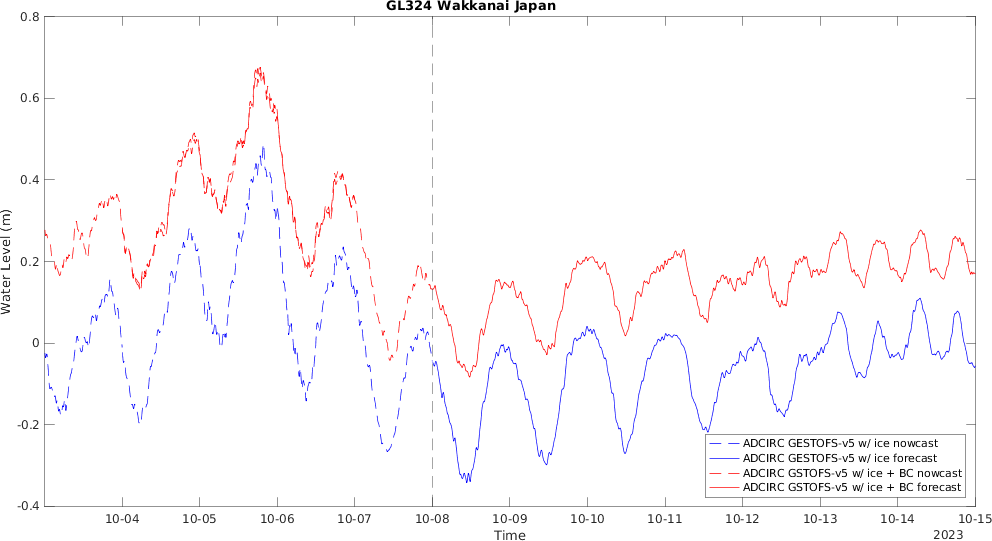 GL324 Wakkanai Japan
Water Level (m)
0.8
0.6
0.4
0.2
0
-0.2
-0.4
ADCIRC GESTOFS-v5 w/ ice nowcast
ADCIRC GESTOFS-v5 w/ ice forecast
ADCIRC GSTOFS-v5 w/ ice + BC nowcast
ADCIRC GSTOFS-v5 w/ ice + BC forecast
10-04 10-05 10-06 10-07 10-08 10-09 10-10 10-11 10-12 10-13 10-14 10-15
Time
2023